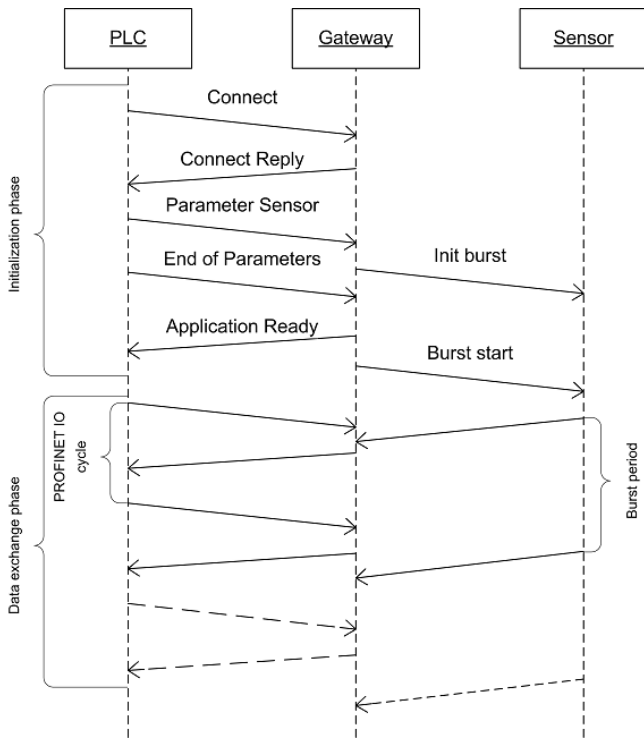 PLC
Gateway
Sensor
Connect
Connect Reply
Parameter Sensor
End of Parameters
Init burst
Application Ready
Burst start
Initialization phase
PROFINET IO
cycle
Burst period
Data exchange phase